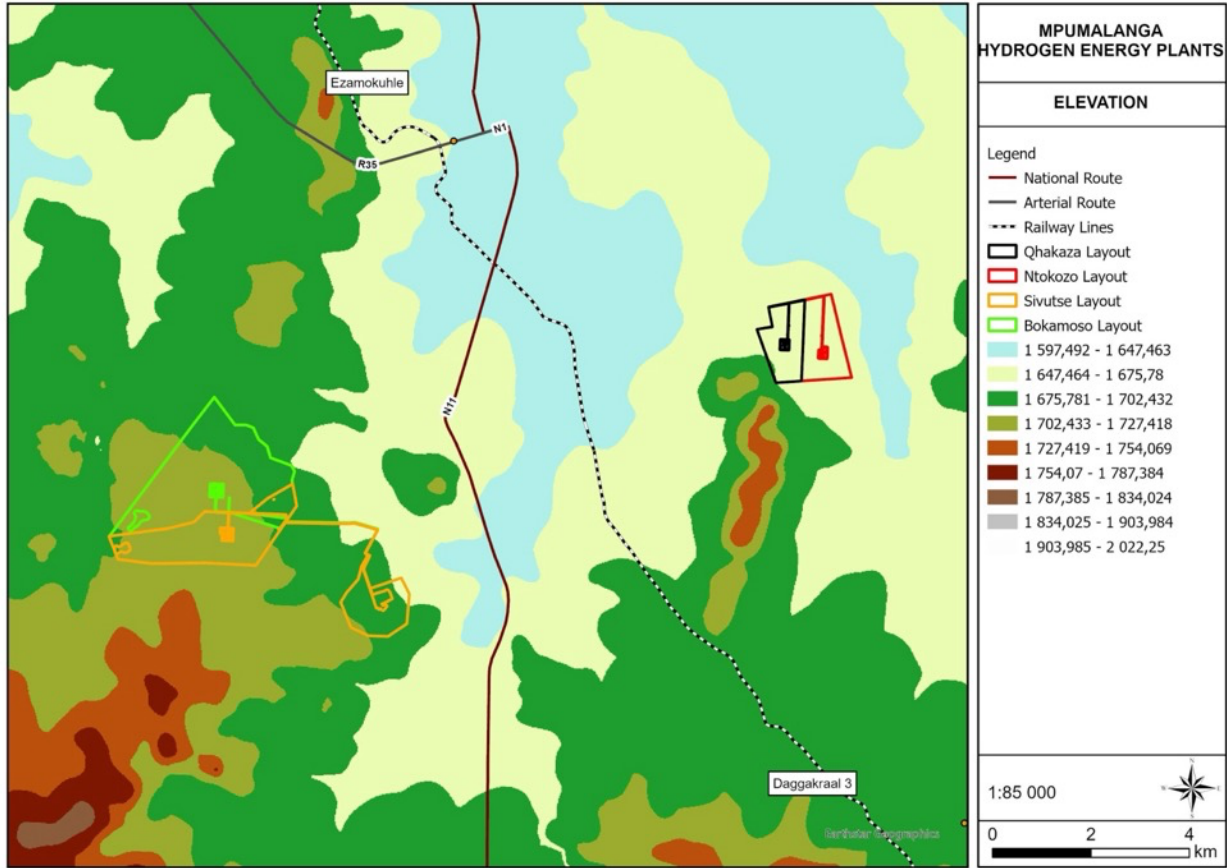 Ezamokuhle
N1
R35
N11
Daggakraal 3
Earthstar Geographics
MPUMALANGA
HYDROGEN ENERGY PLANTS
ELEVATION
Legend
National Route
Arterial Route
Railway Lines
Qhakaza Layout
Ntokozo Layout
Sivutse Layout
Bokamoso Layout
1 597,492 - 1 647,463
1 647,464 - 1 675,78
1 675,781 - 1 702,432
1 702,433 - 1 727,418
1 727,419 - 1 754,069
1 754,07 - 1 787,384
1 787,385 - 1 834,024
1 834,025 - 1 903,984
1 903,985 - 2 022,25
1:85 000
N
W E
S
0 2 4
km